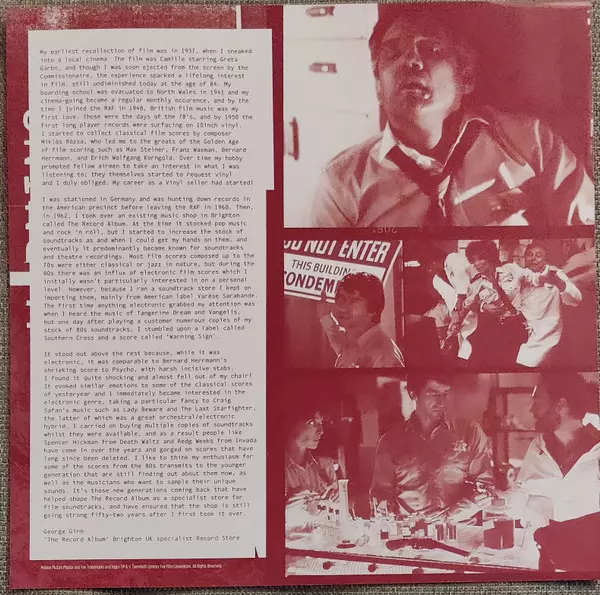 My earliest recollection of film was in 1937, when I sneaked
into a local cinema. The film was Camille starring Greta
Garbo, and though I was soon ejected from the screen by the
Commissionaire, the experience sparked a lifelong interest
in film, still undiminished today at the age of 84. My
boarding school was evacuated to North Wales in 1941 and my
cinema-going became a regular monthly occurence, and by the
time I joined the RAF in 1948, British film music was my
first love. Those were the days of the 78's, and by 1950 the
first long player records were surfacing on 10inch vinyl.
I started to collect classical film scores by composer
Miklos Rózsa, who led me to the greats of the Golden Age
of film scoring such as Max Steiner, Franz Waxman, Bernard
Herrmann, and Erich Wolfgang Korngold. Over time my hobby
prompted fellow airmen to take an interest in what I was
listening to; they themselves started to request vinyl
and I duly obliged. My career as a vinyl seller had started!
I was stationed in Germany and was hunting down records in
the American precinct before leaving the RAF in 1960. Then,
in 1962, I took over an existing music shop in Brighton
called The Record Album. At the time it stocked pop music
and rock 'n roll, but I started to increase the stock of
soundtracks as and when I could get my hands on them, and
eventually it predominantly became known for soundtracks
and theatre recordings. Most film scores composed up to the
70s were either classical or jazz in nature, but during the
80s there was an influx of electronic film scores which I
initially wasn't particularly interested in on a personal
level. However, because I ran a soundtrack store I kept on
importing them, mainly from American label Varèse Sarabande.
The first time anything electronic grabbed my attention was
when I heard the music of Tangerine Dream and Vangelis,
but one day after playing a customer numerous copies of my
stock of 80s soundtracks, I stumbled upon a label called
Southern Cross and a score called 'Warning Sign'.
It stood out above the rest because, while it was
electronic, it was comparable to Bernard Herrmann's
shrieking score to Psycho, with harsh incisive stabs.
I found it quite shocking and almost fell out of my chair!
It evoked similar emotions to some of the classical scores
of yesteryear and I immediately became interested in the
electronic genre, taking a particular fancy to Craig
Safan's music such as Lady Beware and The Last Starfighter,
the latter of which was a great orchestral/electronic
hybrid. I carried on buying multiple copies of soundtracks
whilst they were available, and as a result people like
Spencer Hickman from Death Waltz and Redg Weeks from Invada
have come in over the years and gorged on scores that have
long since been deleted. I like to think my enthusiasm for
some of the scores from the 80s transmits to the younger
generation that are still finding out about them now, as
well as the musicians who want to sample their unique
sounds. It's these new generations coming back that have
helped shape The Record Album as a specialist store for
film soundtracks, and have ensured that the shop is still
going strong fifty-two years after I first took it over.
George Ginn
'The Record Album' Brighton UK specialist Record Store
NOT ENTER
THIS BUILDING
CONDEM